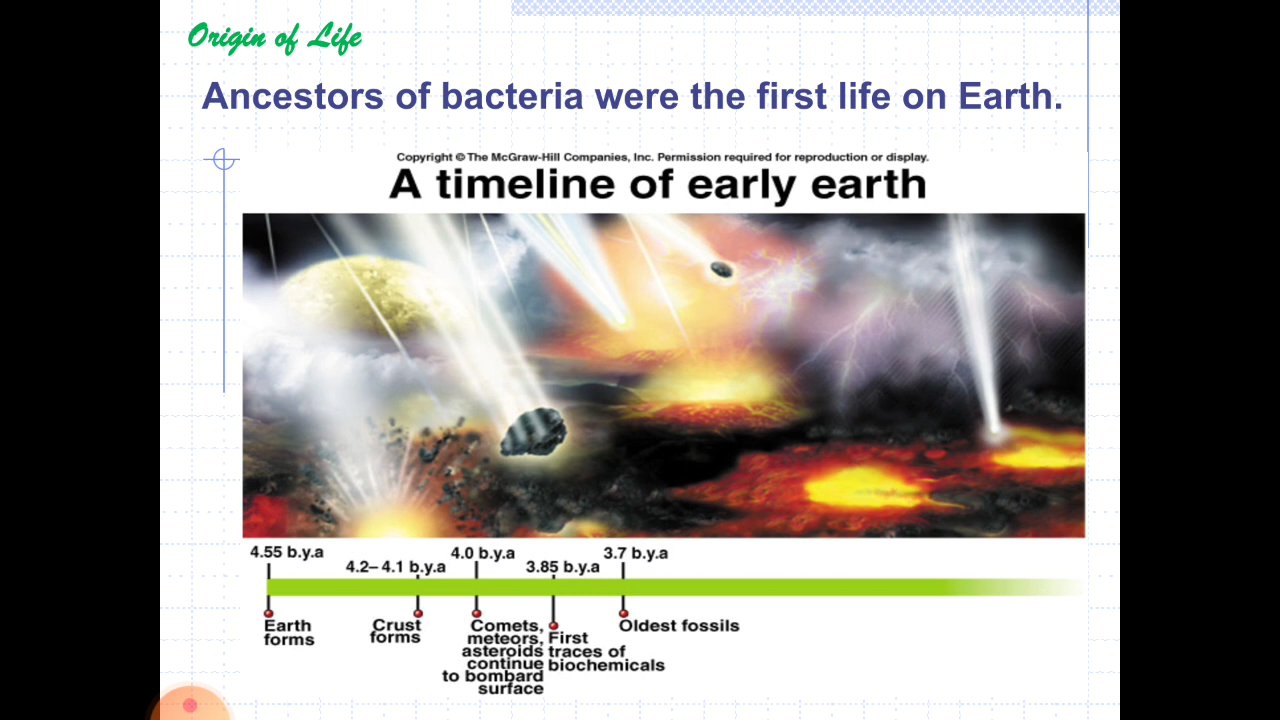 Origin of Life
Ancestors of bacteria were the first life on Earth.
Copyright © The McGraw-Hill Companies, Inc. Permission required for reproduction or display.
A timeline of early earth
4.55 b.y.a
4.2–4.1 b.y.a
4.0 b.y.a
3.85 b.y.a
3.7 b.y.a
Earth
forms
Crust
forms
Comets,
meteors,
asteroids
continue
to bombard
surface
First
traces of
biochemicals
Oldest fossils